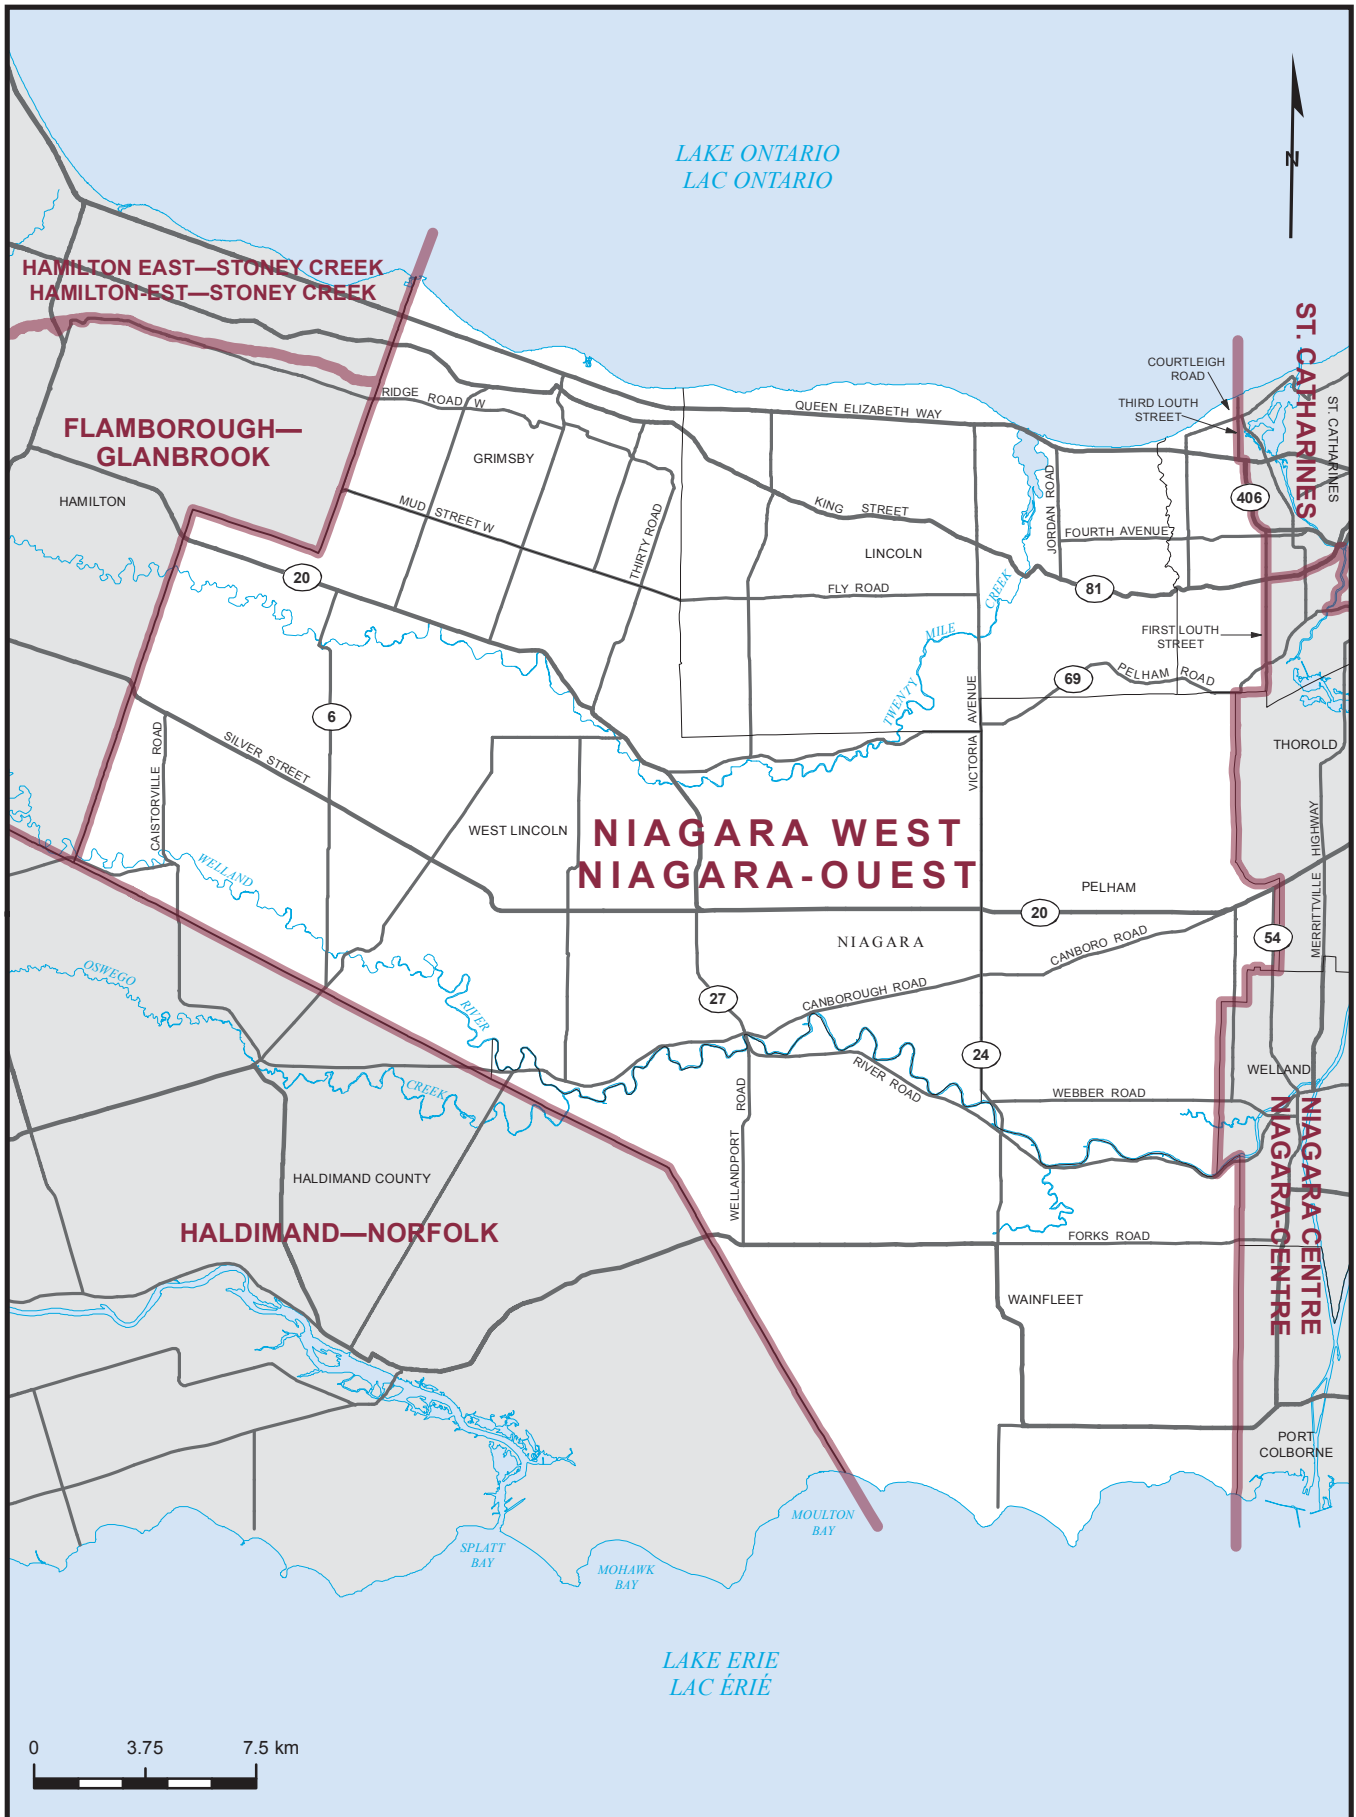 LAKE ONTARIO
LAC ONTARIO
N
HAMILTON EAST—STONEY CREEK
HAMILTON-EST—STONEY CREEK
ST. CATHARINES
ST. CATHARINES
COURTLEIGH
ROAD
THIRD LOUTH
STREET
RIDGE ROAD W
QUEEN ELIZABETH WAY
FLAMBOROUGH—
GLANBROOK
GRIMSBY
HAMILTON
MUD STREET W
THIRTY ROAD
KING STREET
JORDAN ROAD
406
FOURTH AVENUE
LINCOLN
20
FLY ROAD
81
CREEK
MILE
TWENTY
FIRST LOUTH
STREET
69
PELHAM ROAD
6
VICTORIA AVENUE
SILVER STREET
CAISTORVILLE ROAD
THOROLD
MERRITTVILLE HIGHWAY
WEST LINCOLN
NIAGARA WEST
NIAGARA-OUEST
WELLAND
RIVER
PELHAM
20
NIAGARA
CANBORO ROAD
54
OSWEGO
CREEK
27
CANBOROUGH ROAD
24
RIVER ROAD
WELLAND
WEBBER ROAD
WELLANDPORT ROAD
NIAGARA CENTRE
NIAGARA-CENTRE
HALDIMAND COUNTY
HALDIMAND—NORFOLK
FORKS ROAD
WAINFLEET
PORT
COLBORNE
MOULTON
BAY
SPLATT
BAY
MOHAWK
BAY
LAKE ERIE
LAC ÉRIÉ
0 3.75 7.5 km